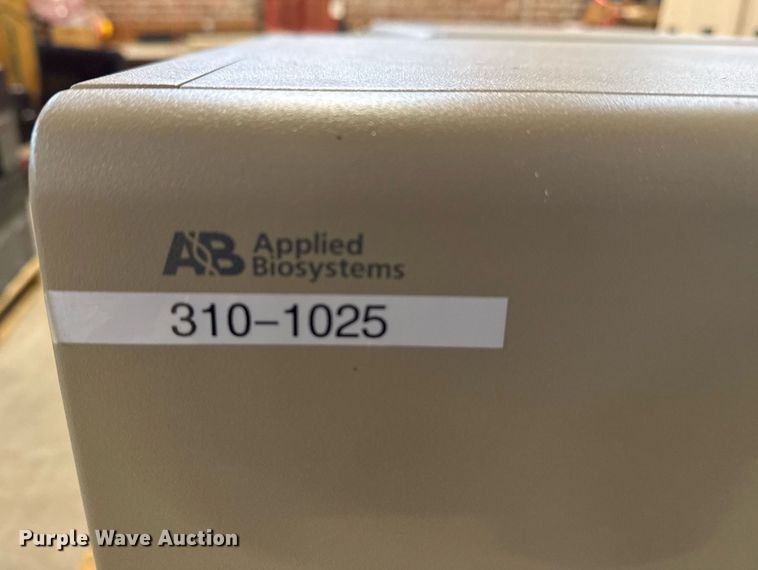 AB Applied
Biosystems
310-1025
Purple Wave Auction